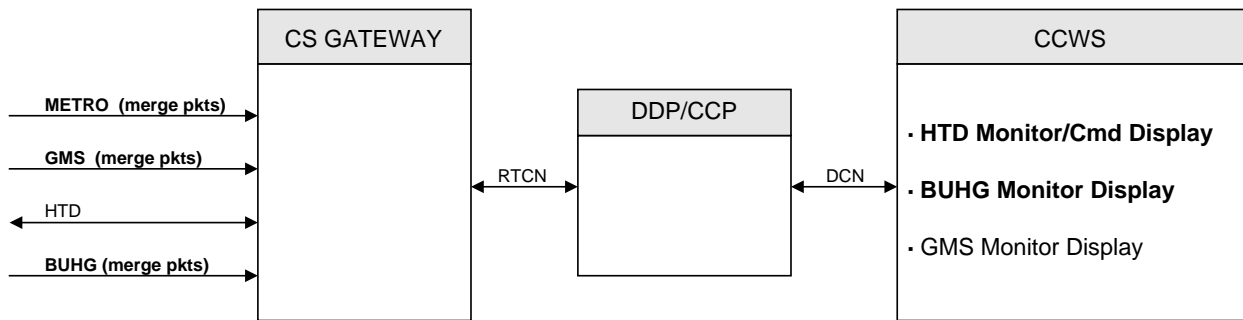 CS GATEWAY
METRO (merge pkts)
GMS (merge pkts)
HTD
BUHG (merge pkts)
RTCN
DDP/CCP
DCN
CCWS
· HTD Monitor/Cmd Display
· BUHG Monitor Display
· GMS Monitor Display